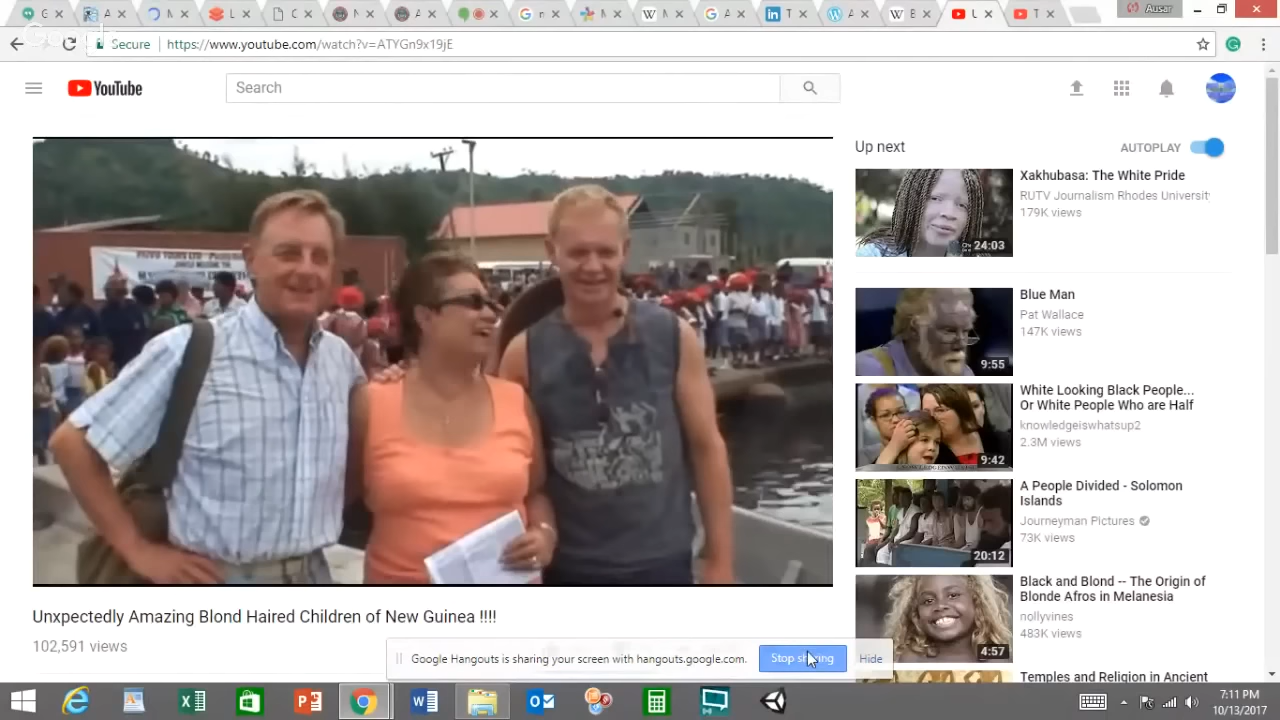 Ausar
Secure
https://www.youtube.com/watch?v=ATYGn9x19jE
YouTube
Search
Up next
AUTOPLAY
Xakhubasa: The White Pride
RUTV Journalism Rhodes University
179K views
24:03
Blue Man
Pat Wallace
147K views
9:55
White Looking Black People...
Or White People Who are Half
knowledgeiswhatsup2
2.3M views
9:42
A People Divided - Solomon
Islands
Journeyman Pictures
73K views
20:12
Black and Blond -- The Origin of
Blonde Afros in Melanesia
nollyvines
483K views
4:57
Temples and Religion in Ancient
Unxpectedly Amazing Blond Haired Children of New Guinea !!!!
102,591 views
Google Hangouts is sharing your screen with hangouts.google.com.
Stop sharing
Hide
7:11 PM
10/13/2017